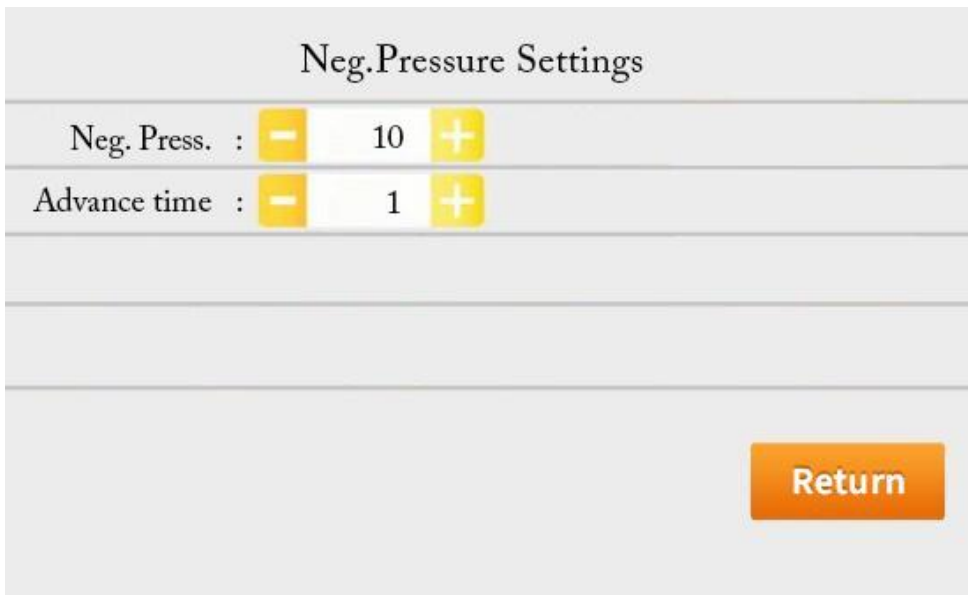 Neg.Pressure Settings
Neg. Press. : - 10 +
Advance time : - 1 +
Return